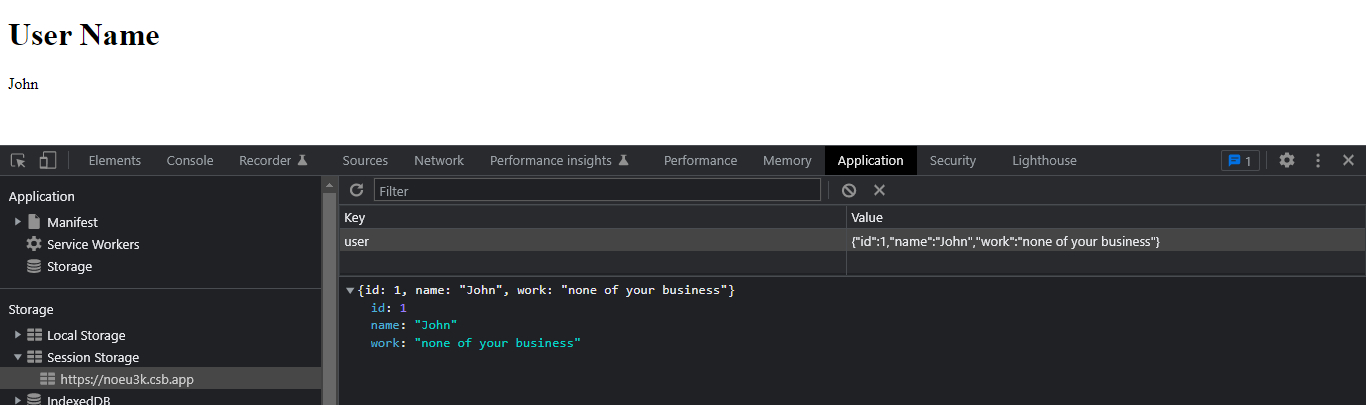 User Name
John
Elements Console Recorder Sources Network Performance insights Performance Memory Application Security Lighthouse 1
Application
Manifest
Service Workers
Storage
Storage
Local Storage
Session Storage
https://noeu3k.csb.app
IndexedDB
Filter
Key Value
user {"id":1,"name":"John","work":"none of your business"}
{id: 1, name: "John", work: "none of your business"}
id: 1
name: "John"
work: "none of your business"